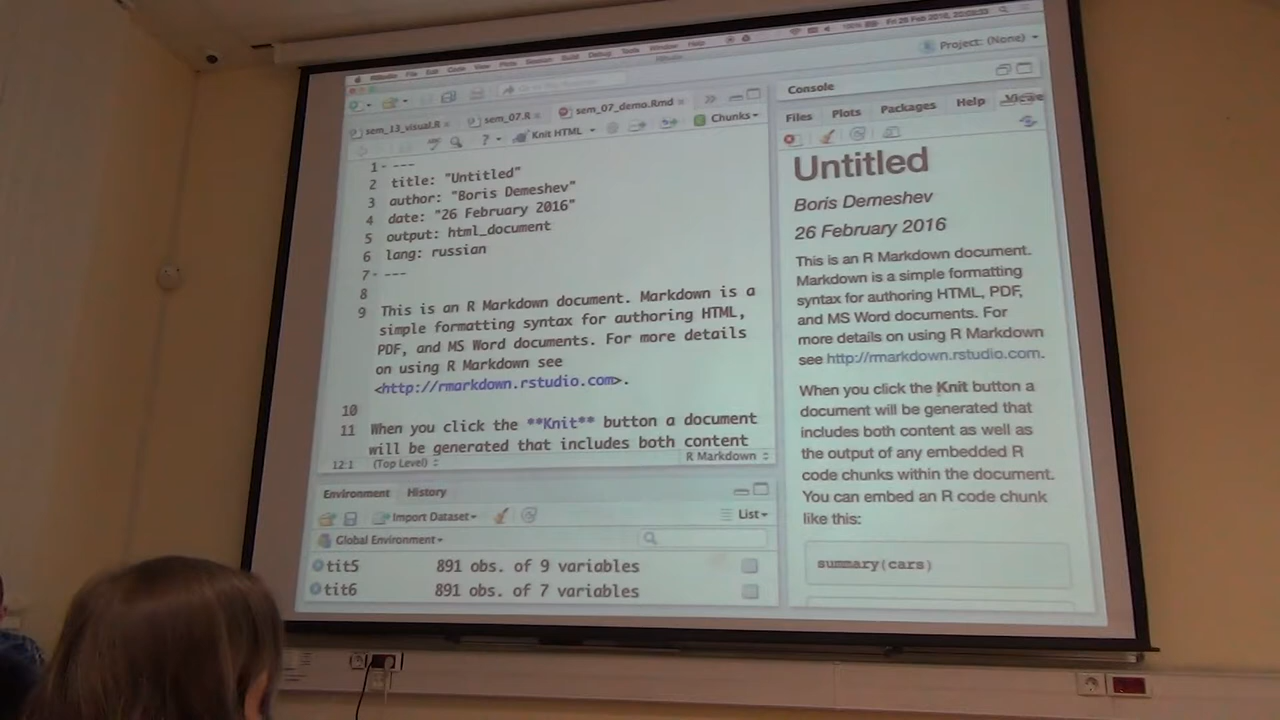 Fri 26 Feb 2016
Project: (None)
sem_13_visual.R
sem_07.R
sem_07_demo.Rmd
Knit HTML
Chunks
1 ---
2 title: "Untitled"
3 author: "Boris Demeshev"
4 date: "26 February 2016"
5 output: html_document
6 lang: russian
7 ---
8
9 This is an R Markdown document. Markdown is a
simple formatting syntax for authoring HTML,
PDF, and MS Word documents. For more details
on using R Markdown see
<http://rmarkdown.rstudio.com>.
10
11 When you click the **Knit** button a document
will be generated that includes both content
12:1 (Top Level) R Markdown
Environment History
Import Dataset List
Global Environment
tit5 891 obs. of 9 variables
tit6 891 obs. of 7 variables
Console
Files Plots Packages Help Viewe
Untitled
Boris Demeshev
26 February 2016
This is an R Markdown document.
Markdown is a simple formatting
syntax for authoring HTML, PDF,
and MS Word documents. For
more details on using R Markdown
see http://rmarkdown.rstudio.com.
When you click the Knit button a
document will be generated that
includes both content as well as
the output of any embedded R
code chunks within the document.
You can embed an R code chunk
like this:
summary(cars)